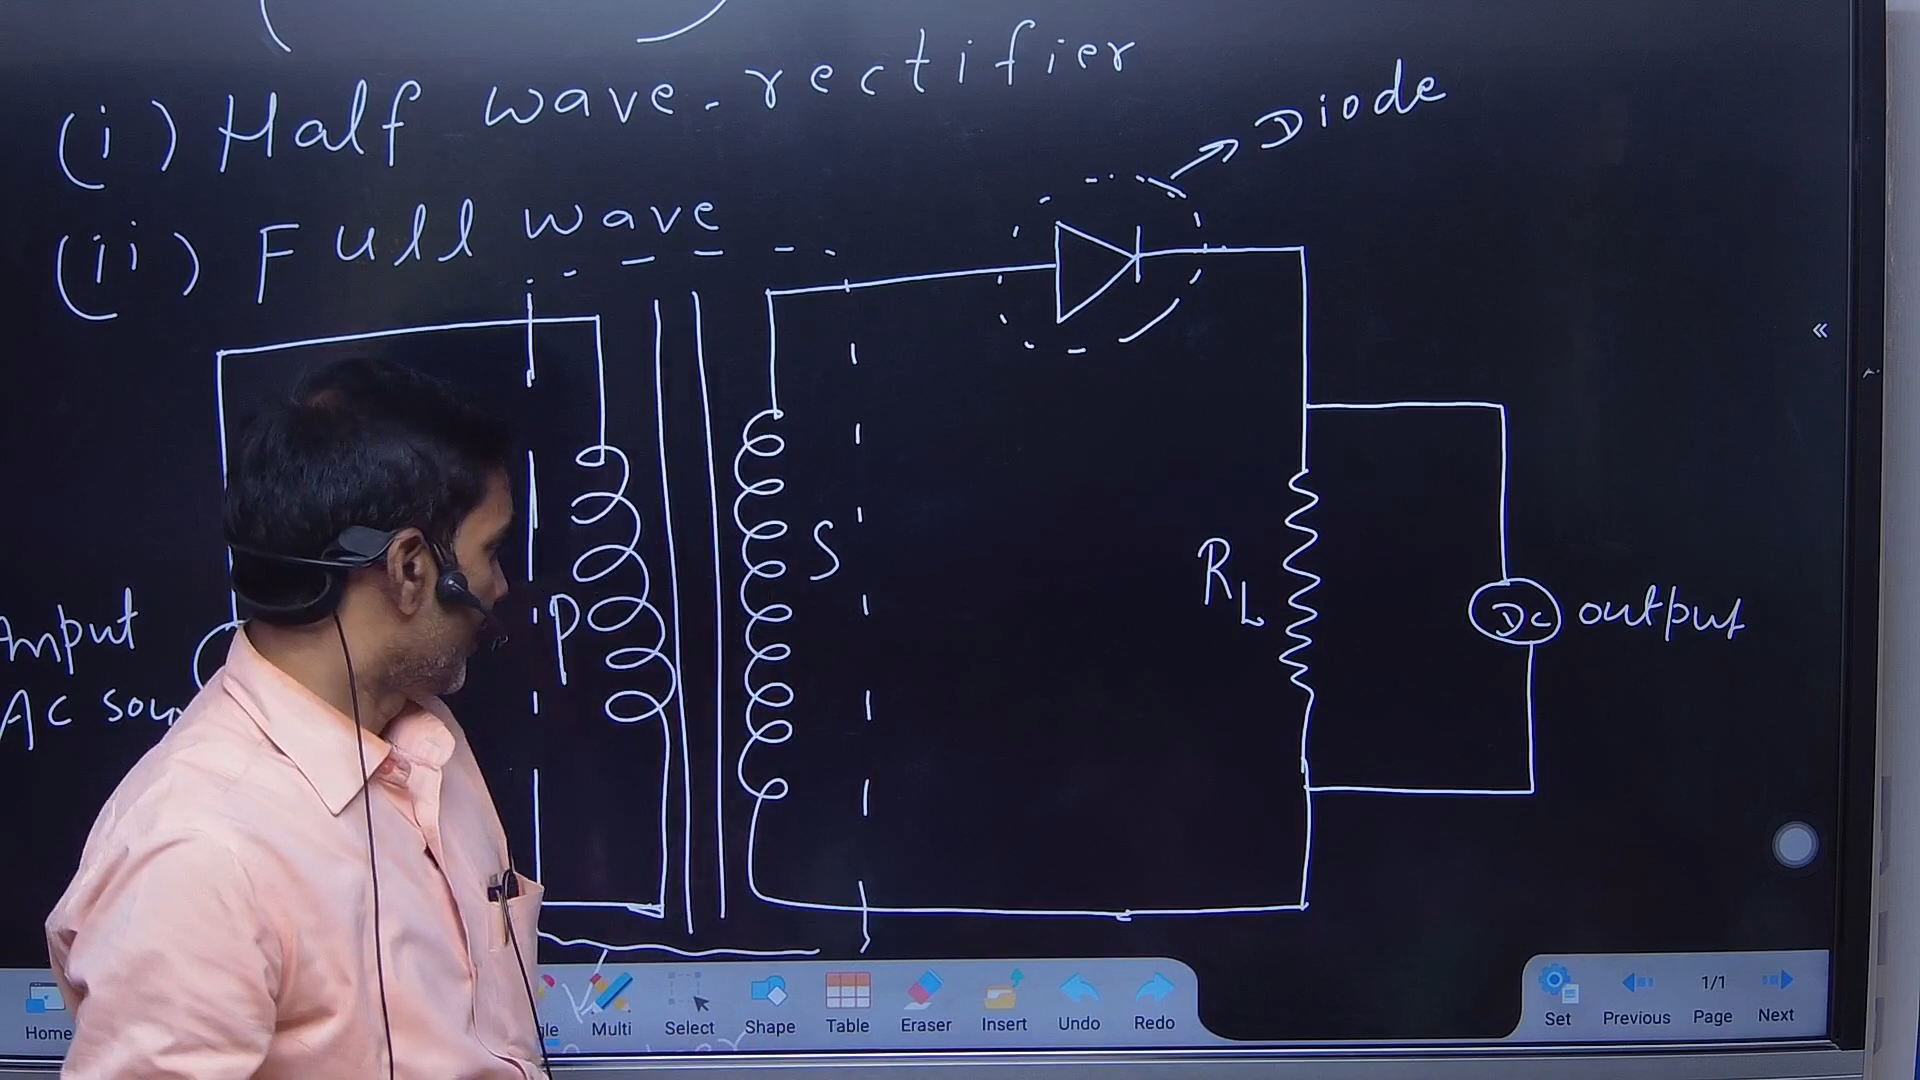 (i) Half wave-rectifier
Diode
(ii) Full wave
S
P
RL
DC output
Input
AC
Home
Multi
Select
Shape
Table
Eraser
Insert
Undo
Redo
Set
Previous
1/1
Page
Next